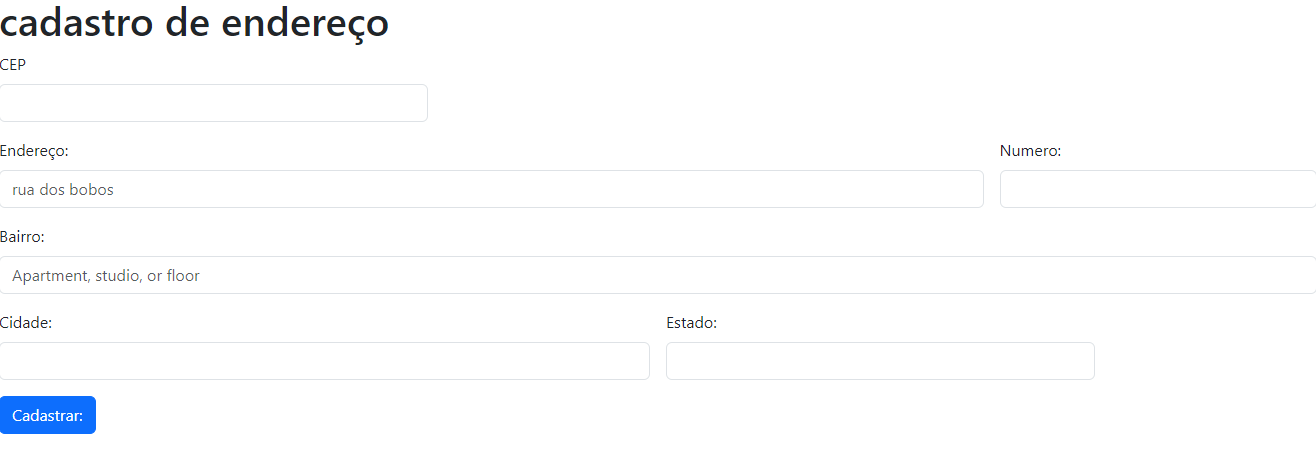 cadastro de endereço
CEP
Endereço: Numero:
rua dos bobos
Bairro:
Apartment, studio, or floor
Cidade: Estado:
Cadastrar: